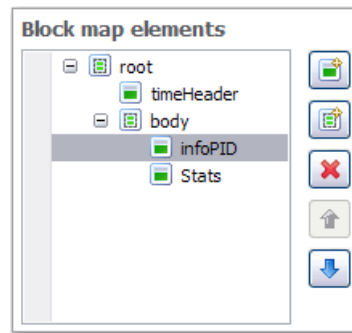 Block map elements
root
timeHeader
body
infoPID
Stats